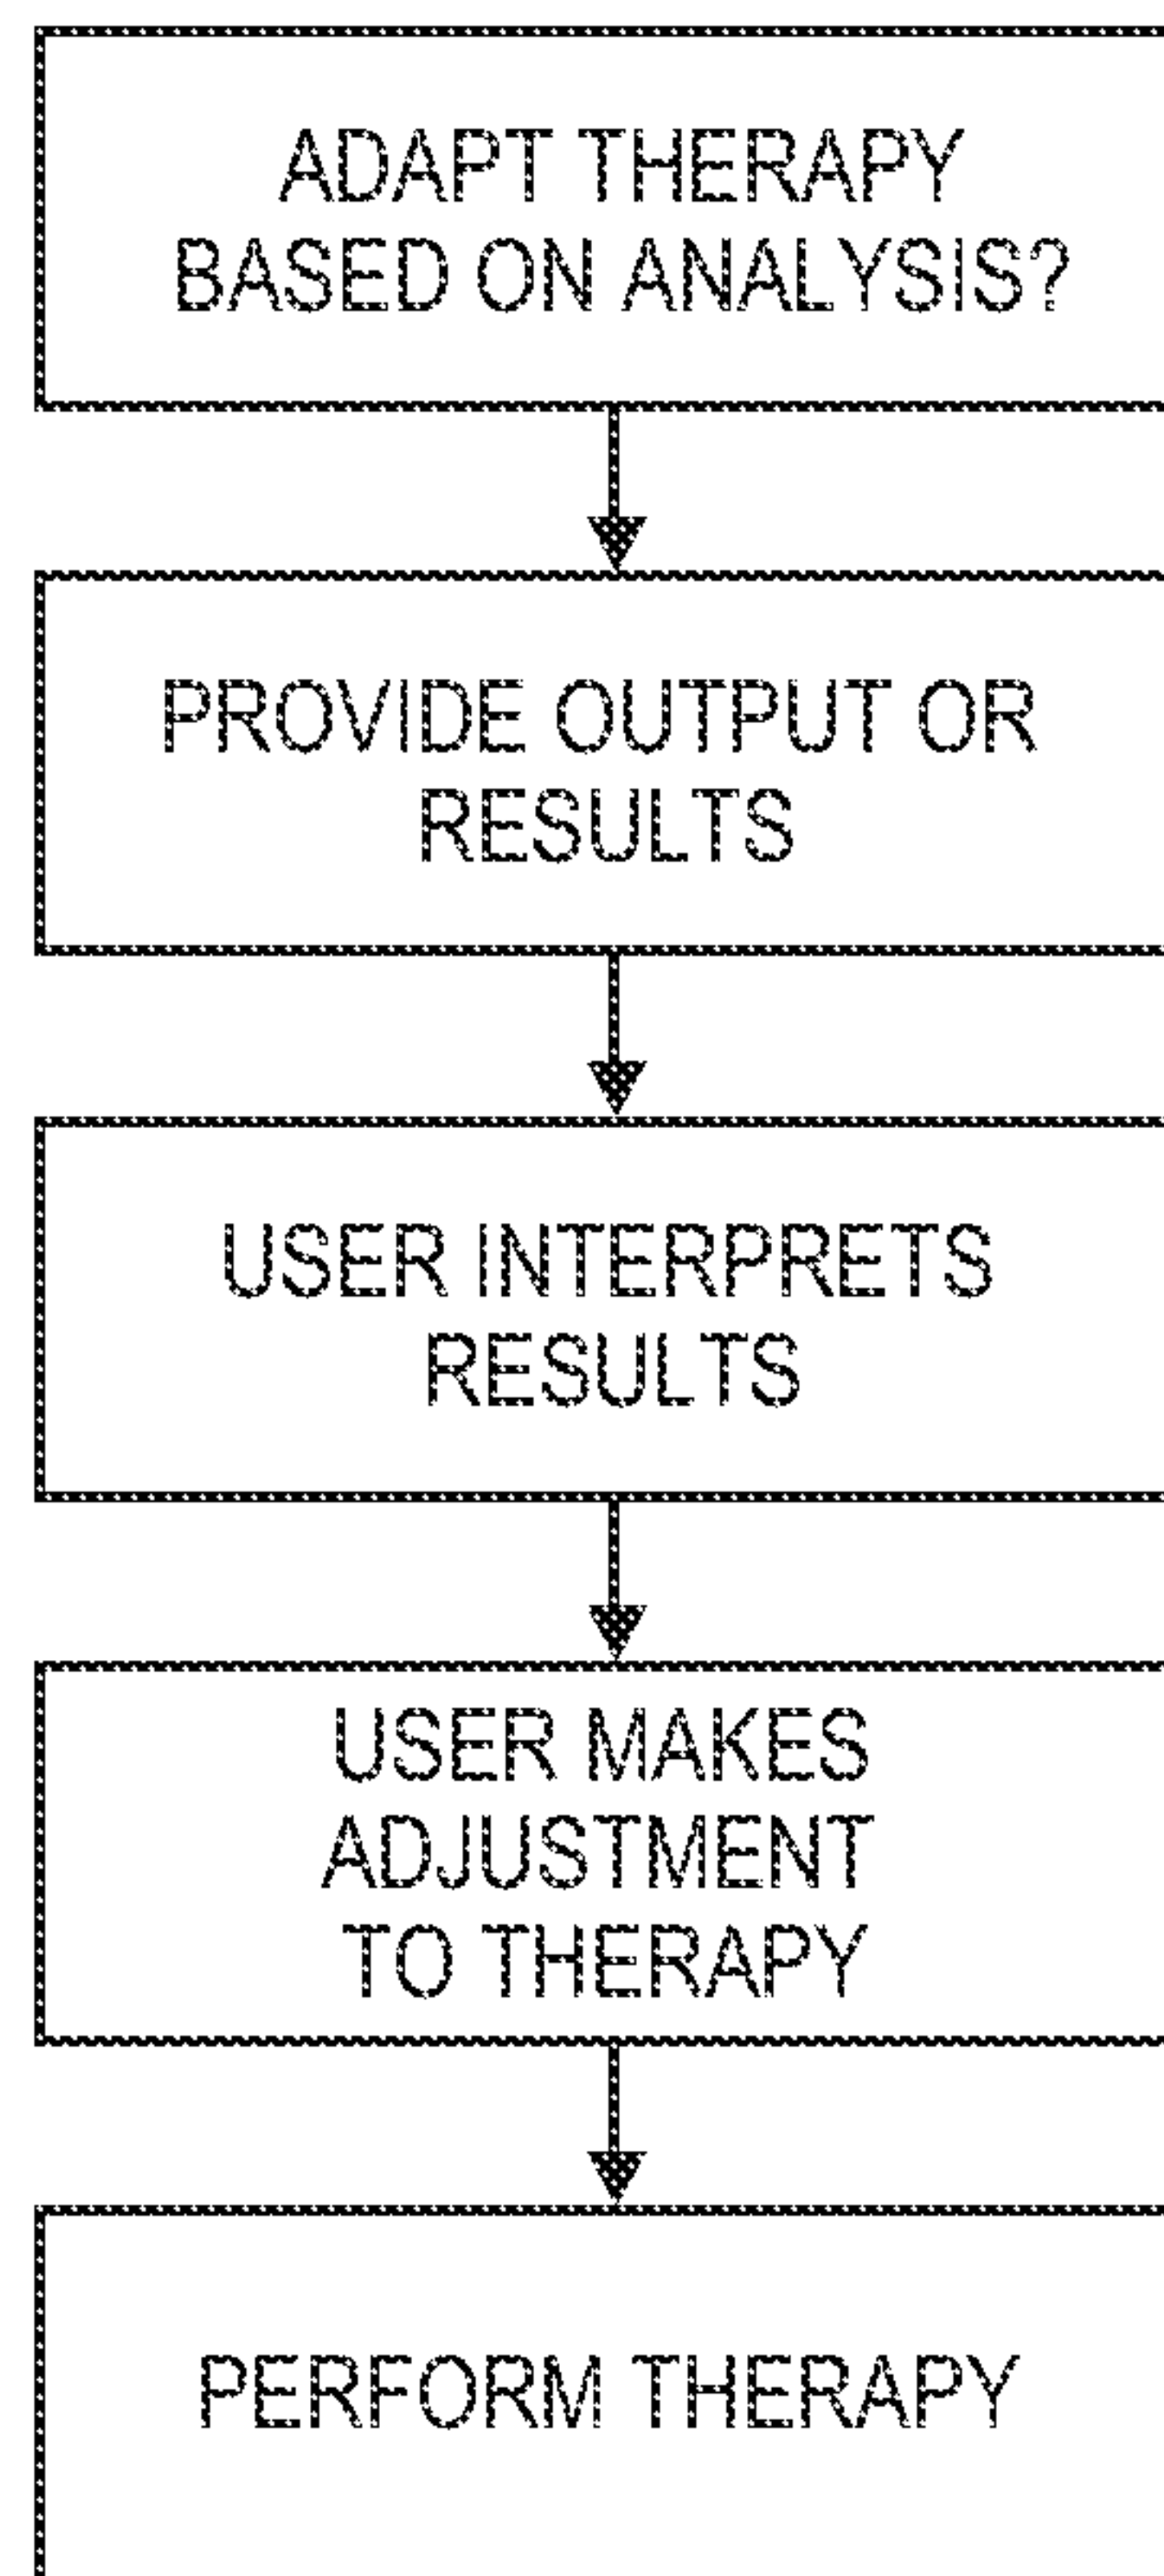 ADAPT THERAPY
BASED ON ANALYSIS?
PROVIDE OUTPUT OR
RESULTS
USER INTERPRETS
RESULTS
USER MAKES
ADJUSTMENT
TO THERAPY
PERFORM THERAPY